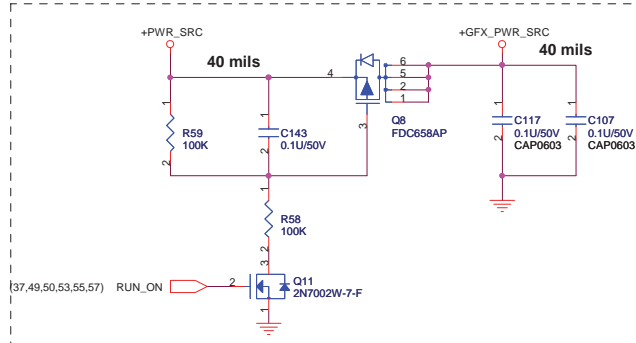 +PWR_SRC
+GFX_PWR_SRC
40 mils
40 mils
4
6
5
2
1
3
Q8
FDC658AP
1
R59
100K
2
1
C143
0.1U/50V
2
1
C117
0.1U/50V
CAP0603
2
1
C107
0.1U/50V
CAP0603
2
1
R58
100K
2
3
Q11
2N7002W-7-F
2
1
(37,49,50,53,55,57) RUN_ON